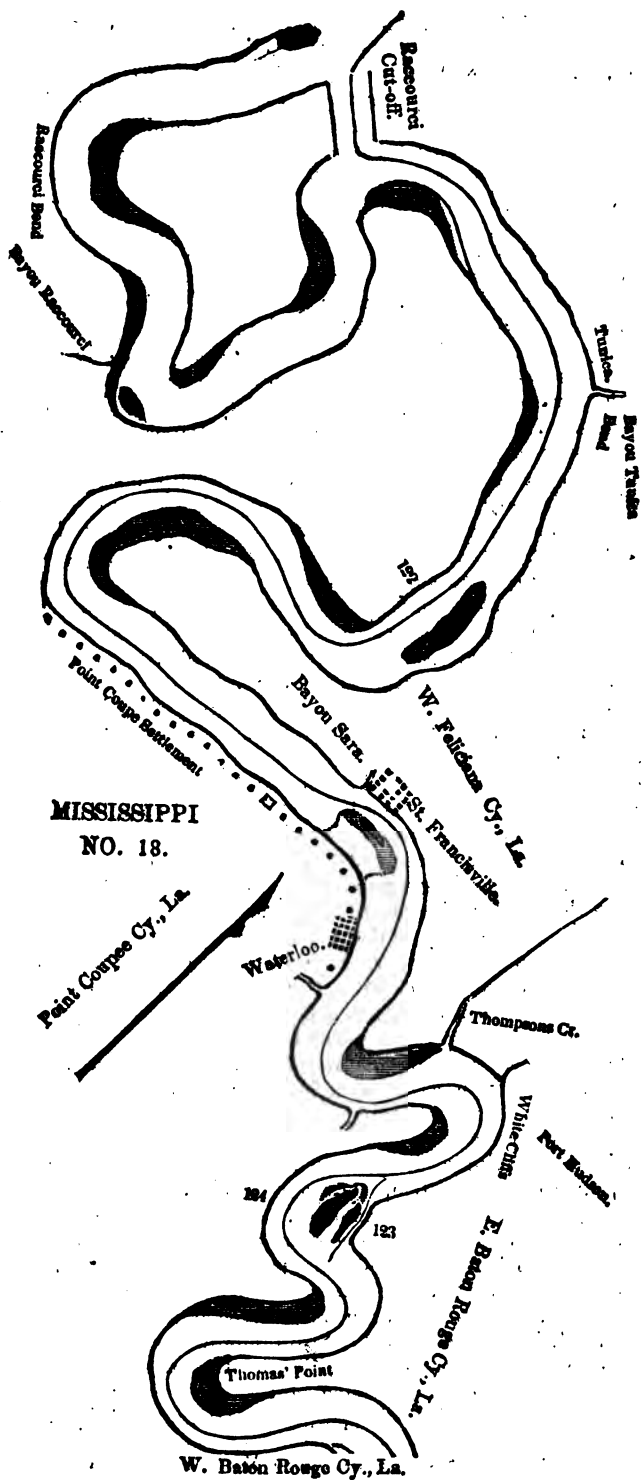 Raccourci
Cut-off.
Raccourci Bend
Bayou Raccourci
Tunica.
Bend
Bayou Tunica
W. Feliciana Cy., La.
Bayou Sara.
St. Francisville.
Point Coupe Settlement
MISSISSIPPI
NO. 18.
Point Coupee Cy., La.
Waterloo.
Thompsons Cr.
White Cliffs
Port Hudson.
124
123
E. Baton Rouge Cy., La.
Thomas' Point
W. Baton Rouge Cy., La.